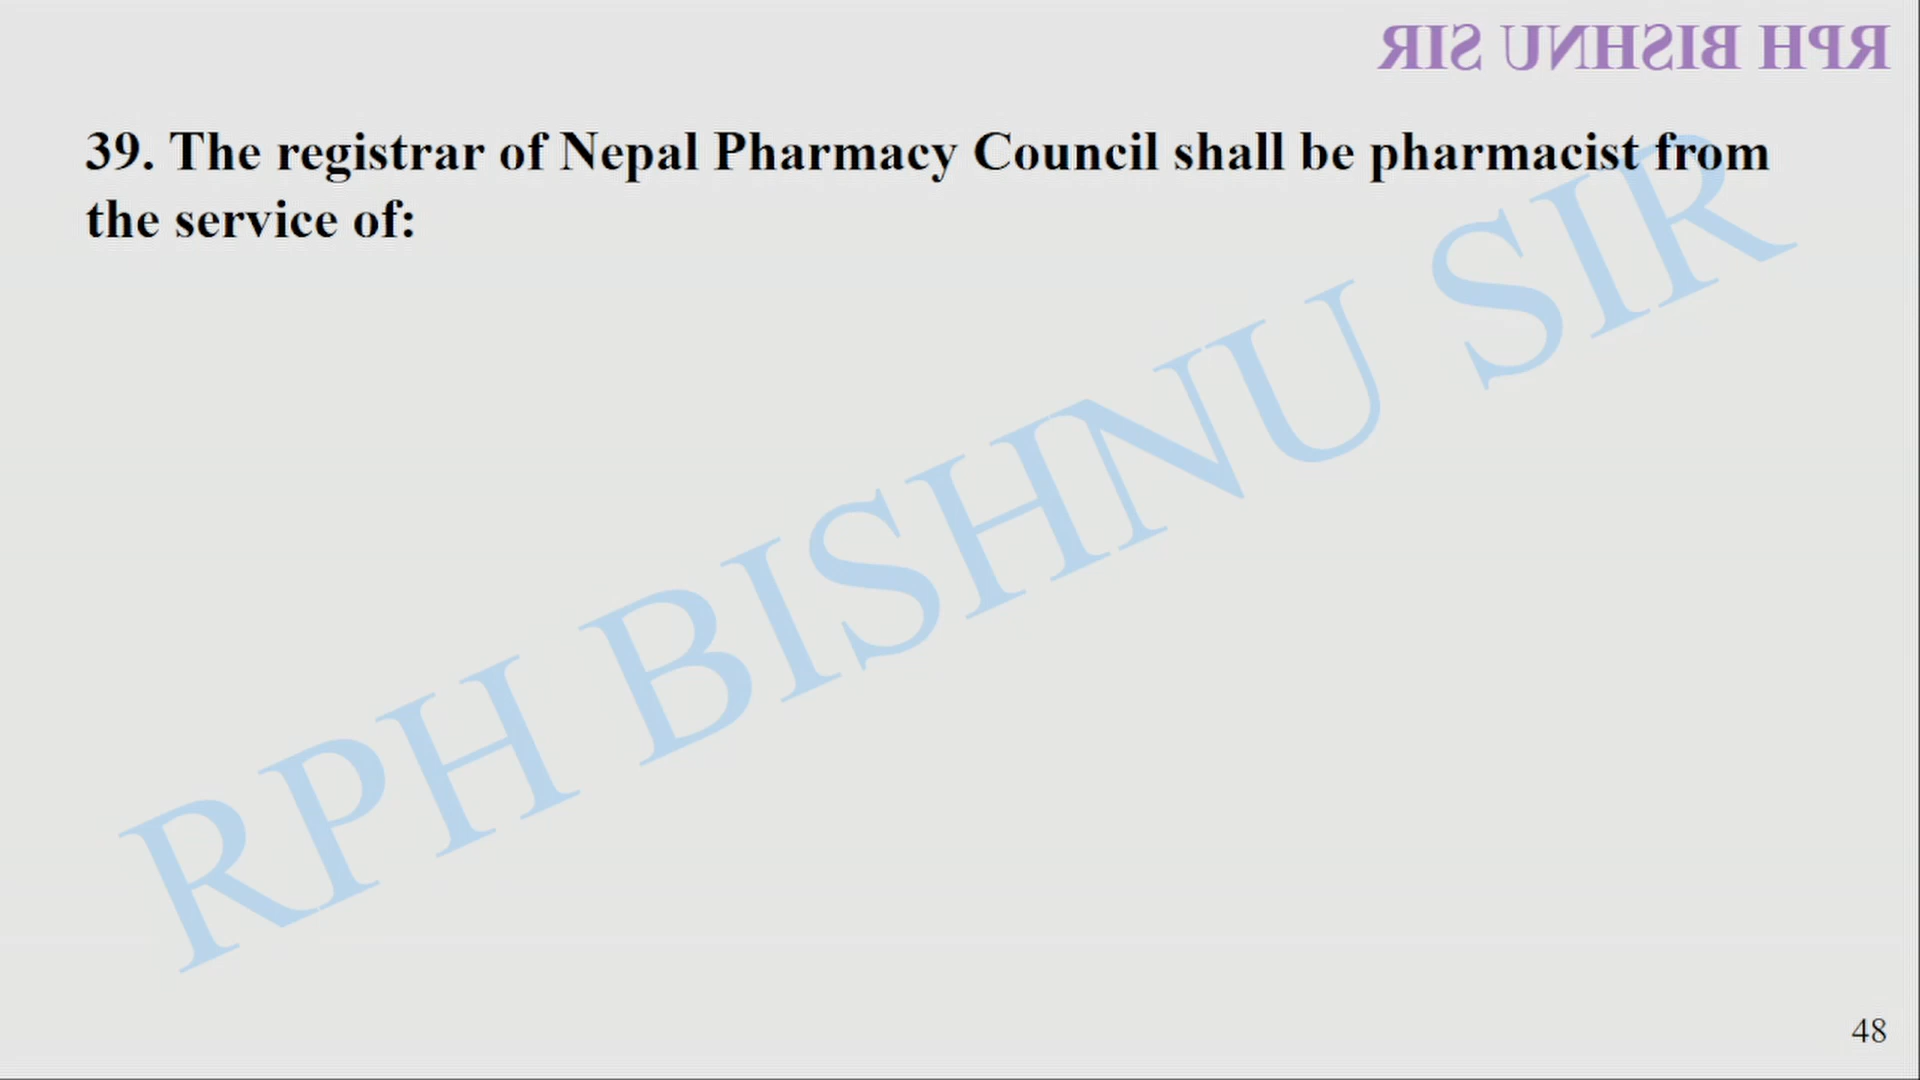 RPH BISHNU SIR
39. The registrar of Nepal Pharmacy Council shall be pharmacist from
the service of:
RPH BISHNU SIR
48